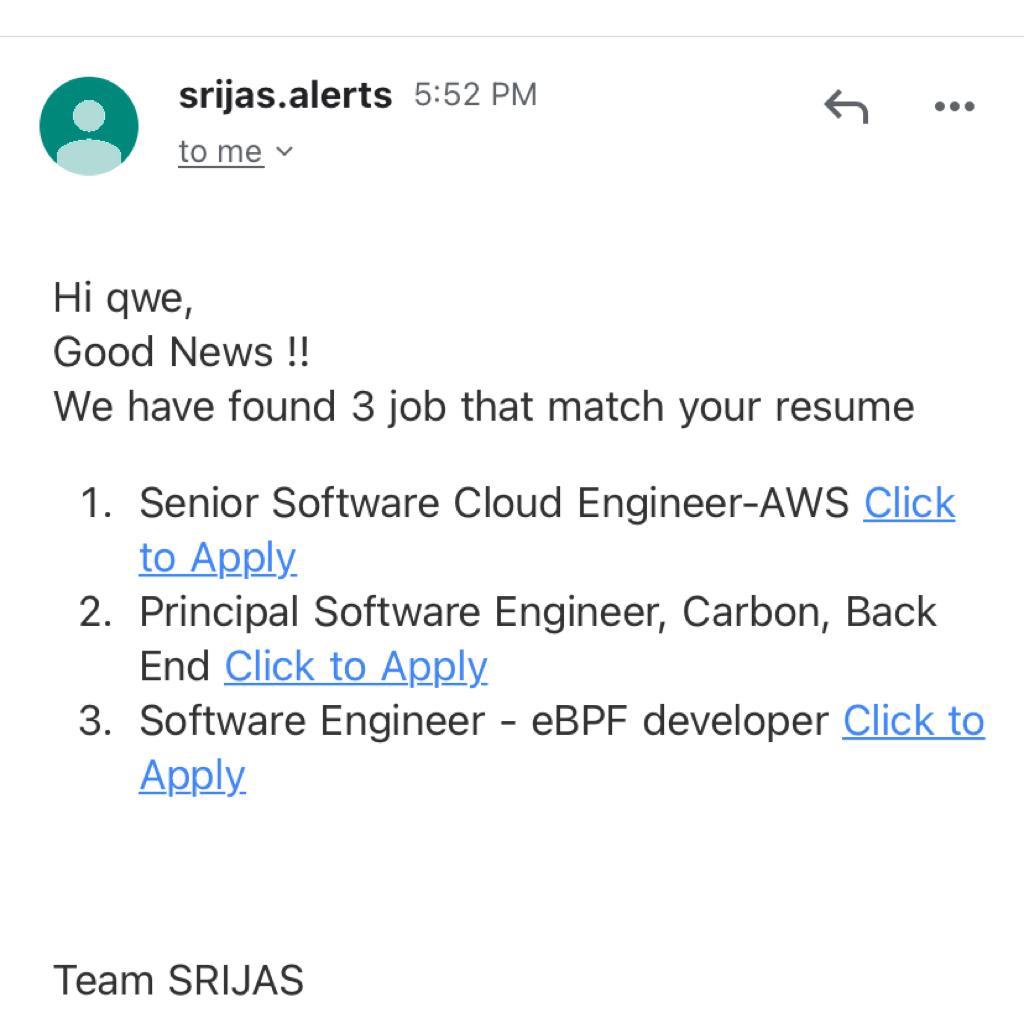 srijas.alerts 5:52 PM
to me
Hi qwe,
Good News !!
We have found 3 job that match your resume
1. Senior Software Cloud Engineer-AWS Click
to Apply
2. Principal Software Engineer, Carbon, Back
End Click to Apply
3. Software Engineer - eBPF developer Click to
Apply
Team SRIJAS